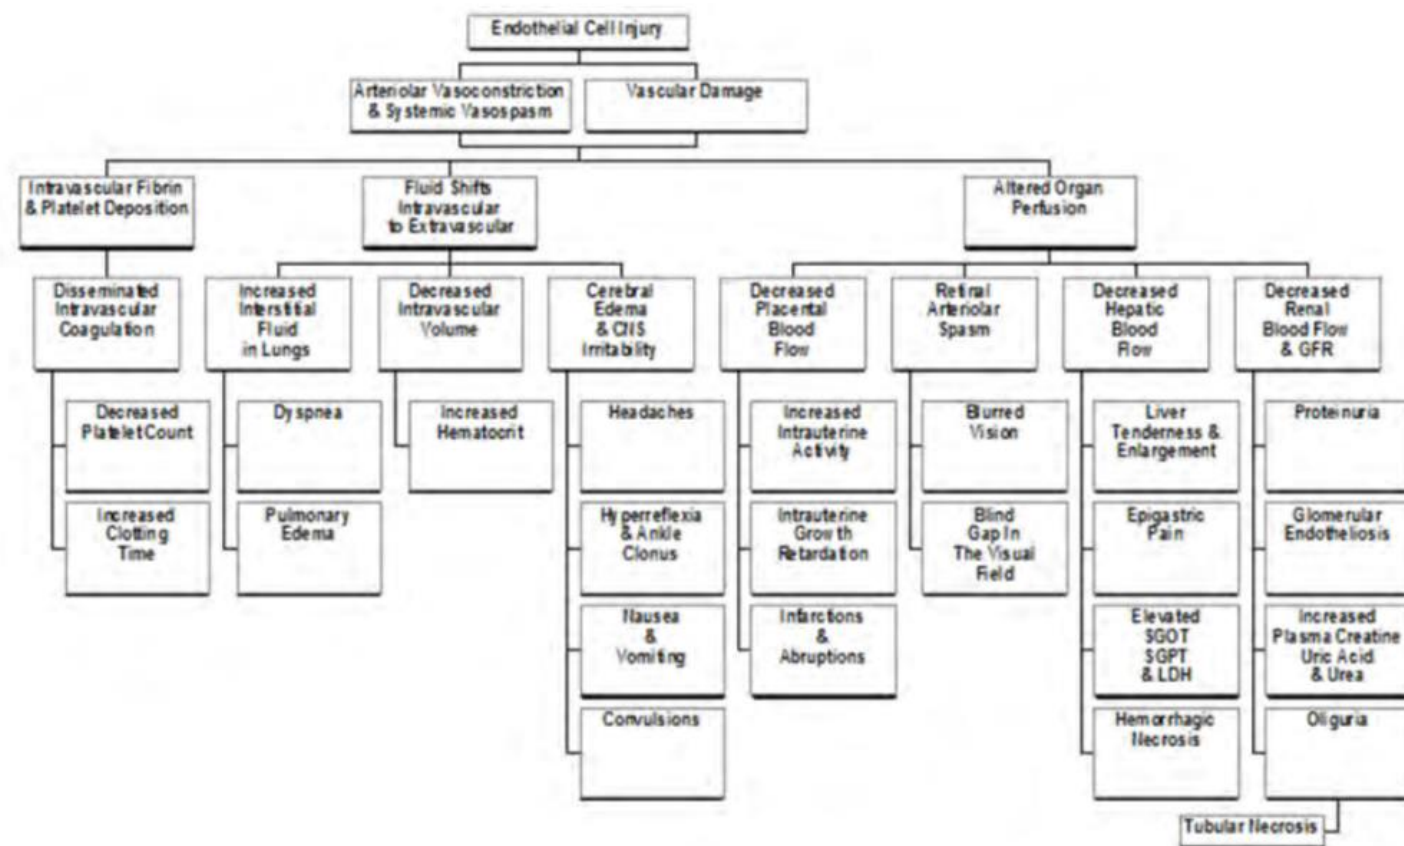 Endothelial Cell Injury
Arteriolar Vasoconstriction
& Systemic Vasospasm
Vascular Damage
Intravascular Fibrin
& Platelet Deposition
Fluid Shifts
Intravascular
to Extravascular
Altered Organ
Perfusion
Disseminated
Intravascular
Coagulation
Increased
Interstitial
Fluid
in Lungs
Decreased
Intravascular
Volume
Cerebral
Edema
& CNS
Irritability
Decreased
Placental
Blood
Flow
Retinal
Arteriolar
Spasm
Decreased
Hepatic
Blood
Flow
Decreased
Renal
Blood Flow
& GFR
Decreased
Platelet Count
Dyspnea
Increased
Hematocrit
Headaches
Increased
Intrauterine
Activity
Blurred
Vision
Liver
Tenderness &
Enlargement
Proteinuria
Increased
Clotting
Time
Pulmonary
Edema
Hyperreflexia
& Ankle
Clonus
Intrauterine
Growth
Retardation
Blind
Gap In
The Visual
Field
Epigastric
Pain
Glomerular
Endotheliosis
Nausea
&
Vomiting
Infarctions
&
Abruptions
Elevated
SGOT
SGPT
& LDH
Increased
Plasma Creatine
Uric Acid
& Urea
Convulsions
Hemorrhagic
Necrosis
Oliguria
Tubular Necrosis